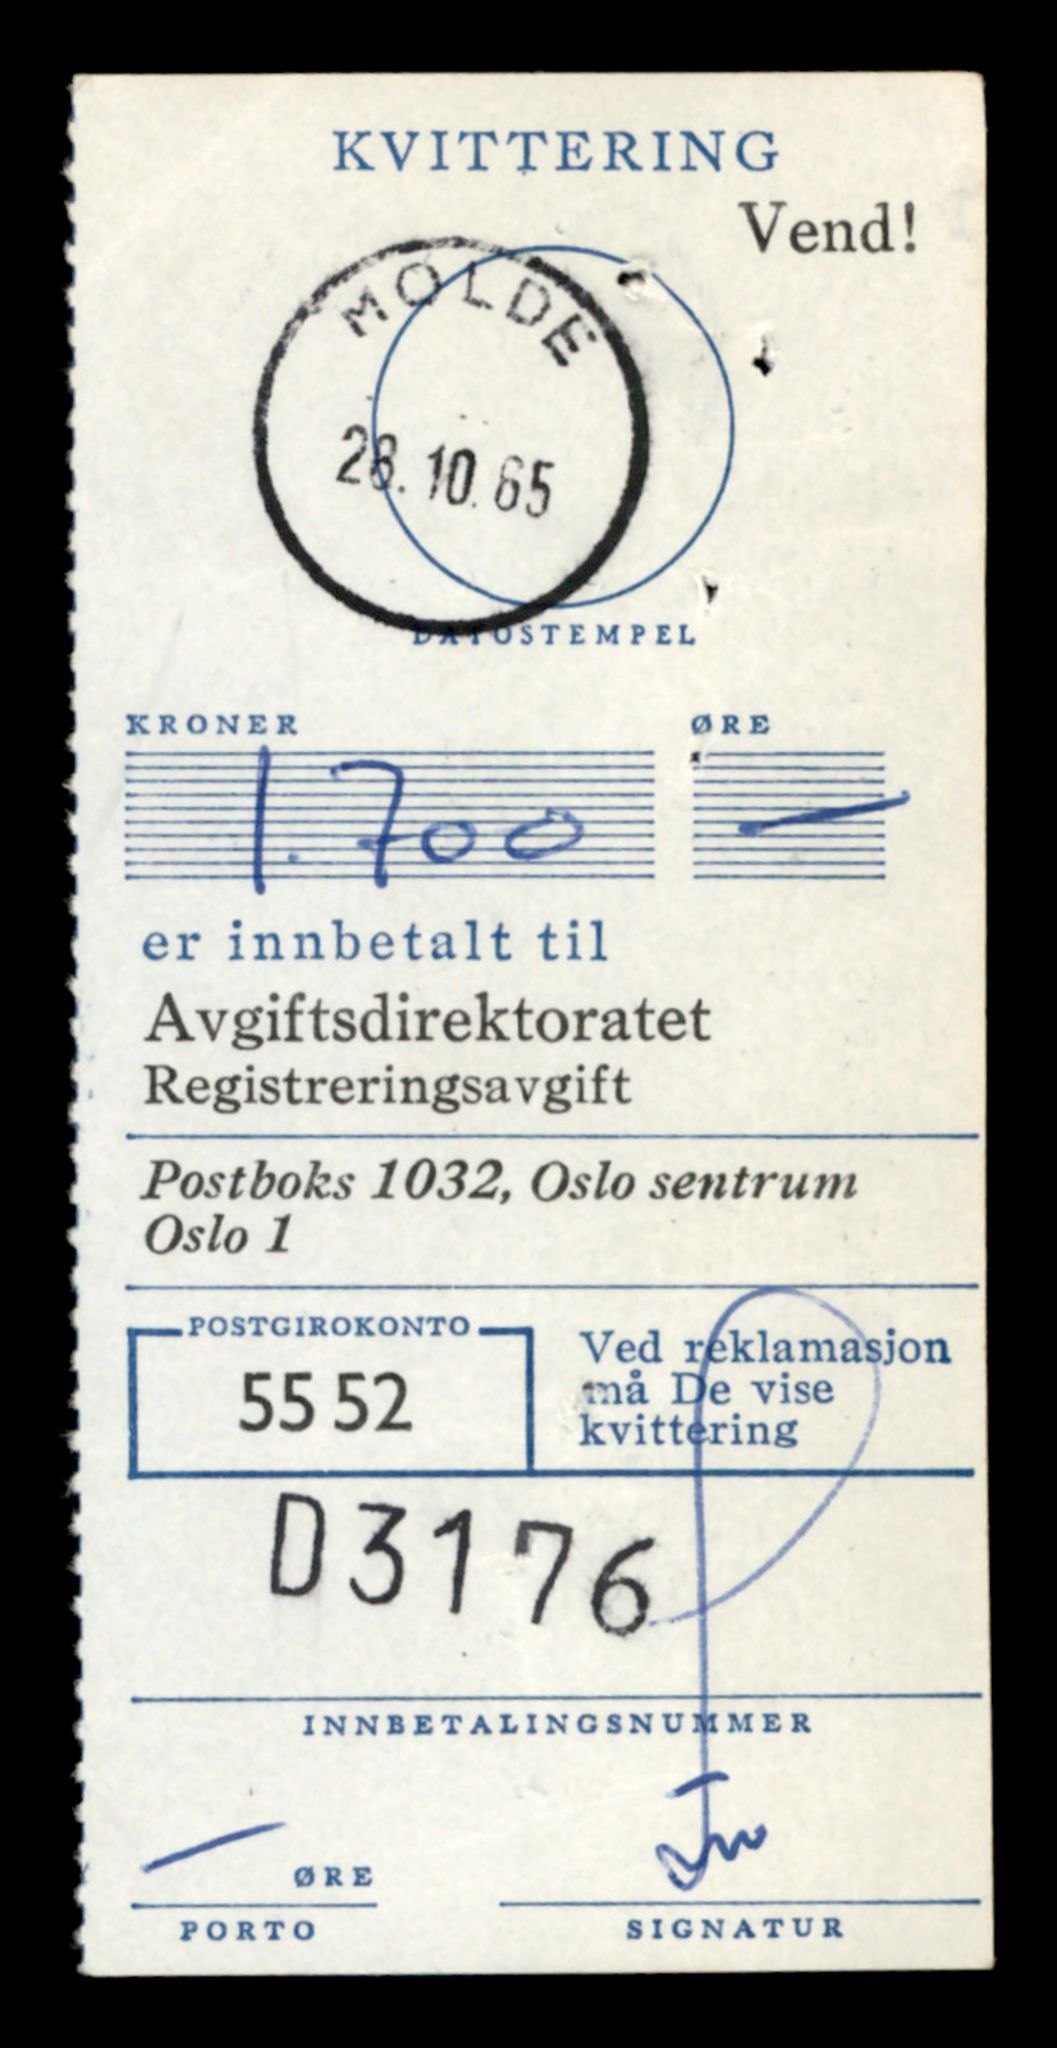 KVITTERING
Vend!
MOLDE
28.10.65
DATOSTEMPEL
KRONER ØRE
1.700 —
er innbetalt til
Avgiftsdirektoratet
Registreringsavgift
Postboks 1032, Oslo sentrum
Oslo 1
POSTGIROKONTO
55 52
Ved reklamasjon
må De vise
kvittering
D3176
INNBETALINGSNUMMER
— ØRE
PORTO
SIGNATUR